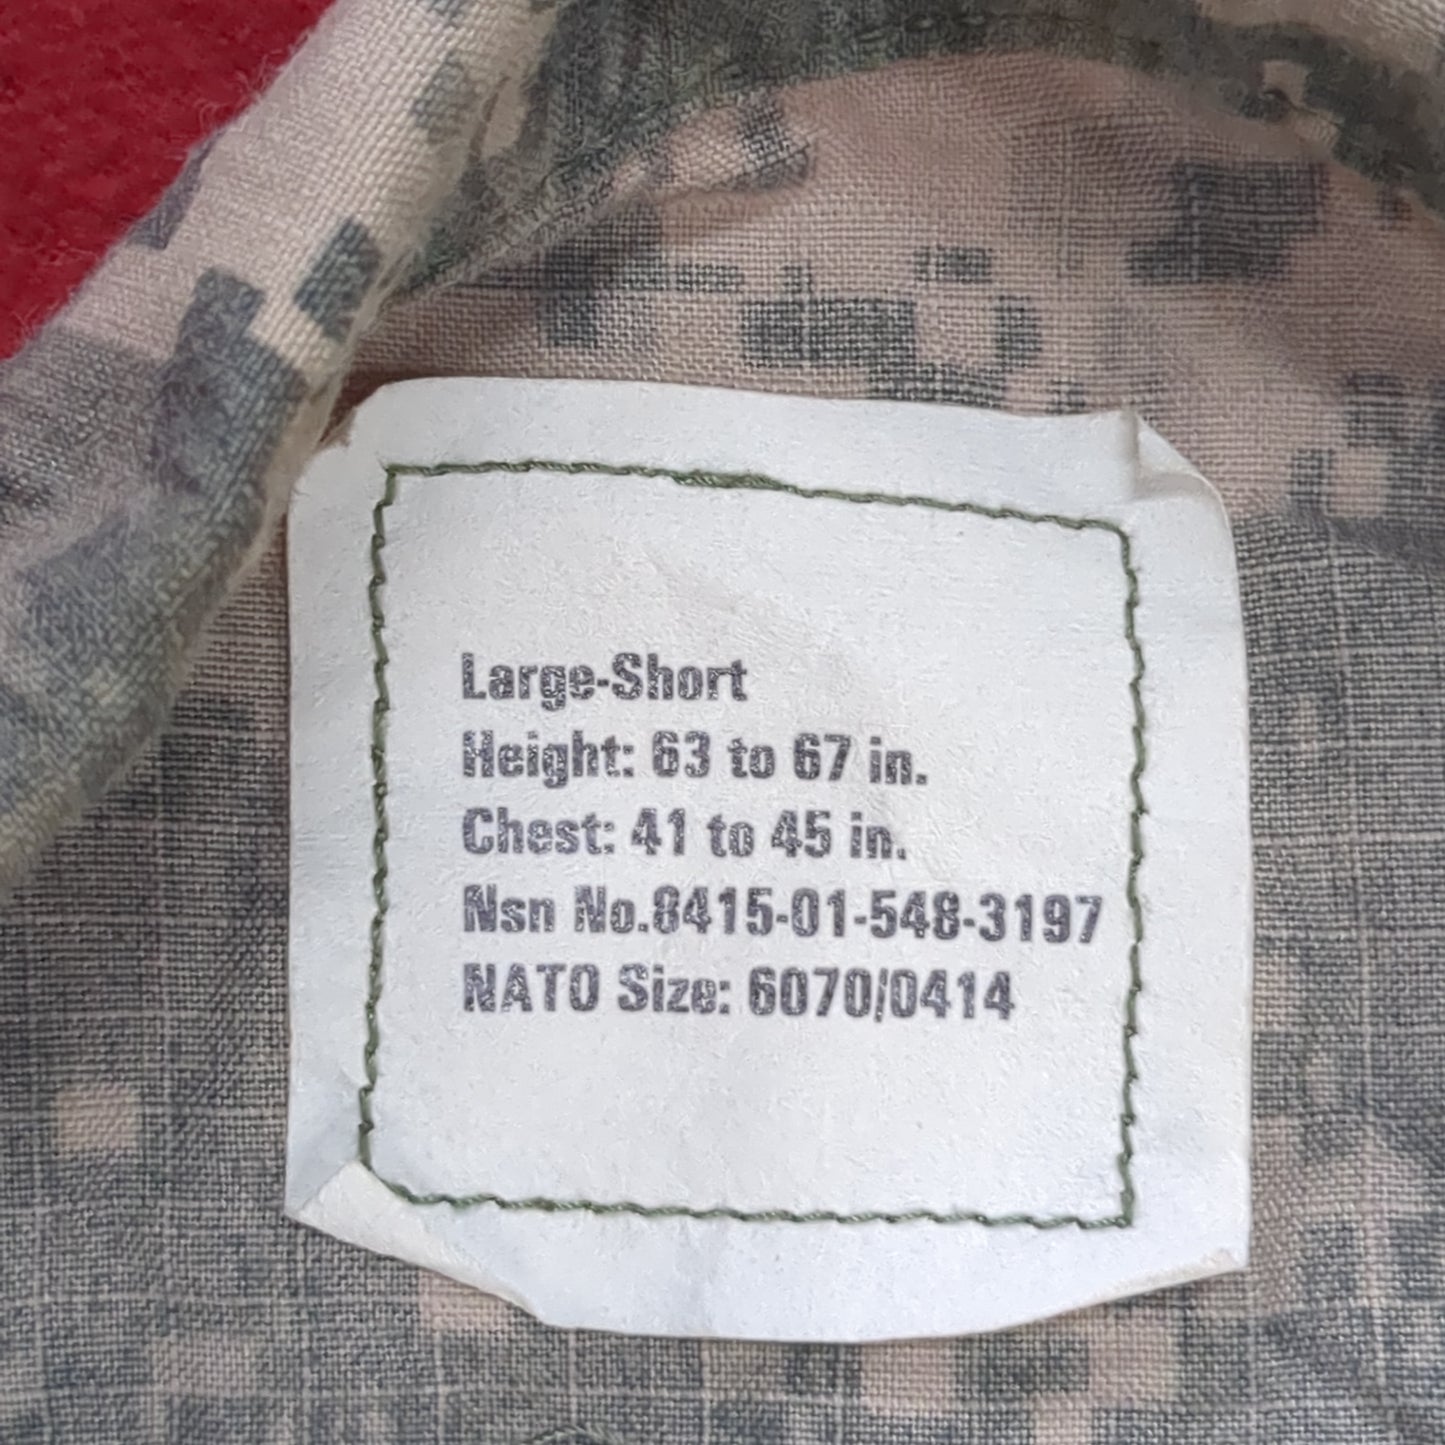 Large-Short
Height: 63 to 67 in.
Chest: 41 to 45 in.
Nsn No.8415-01-548-3197
NATO Size: 6070/0414